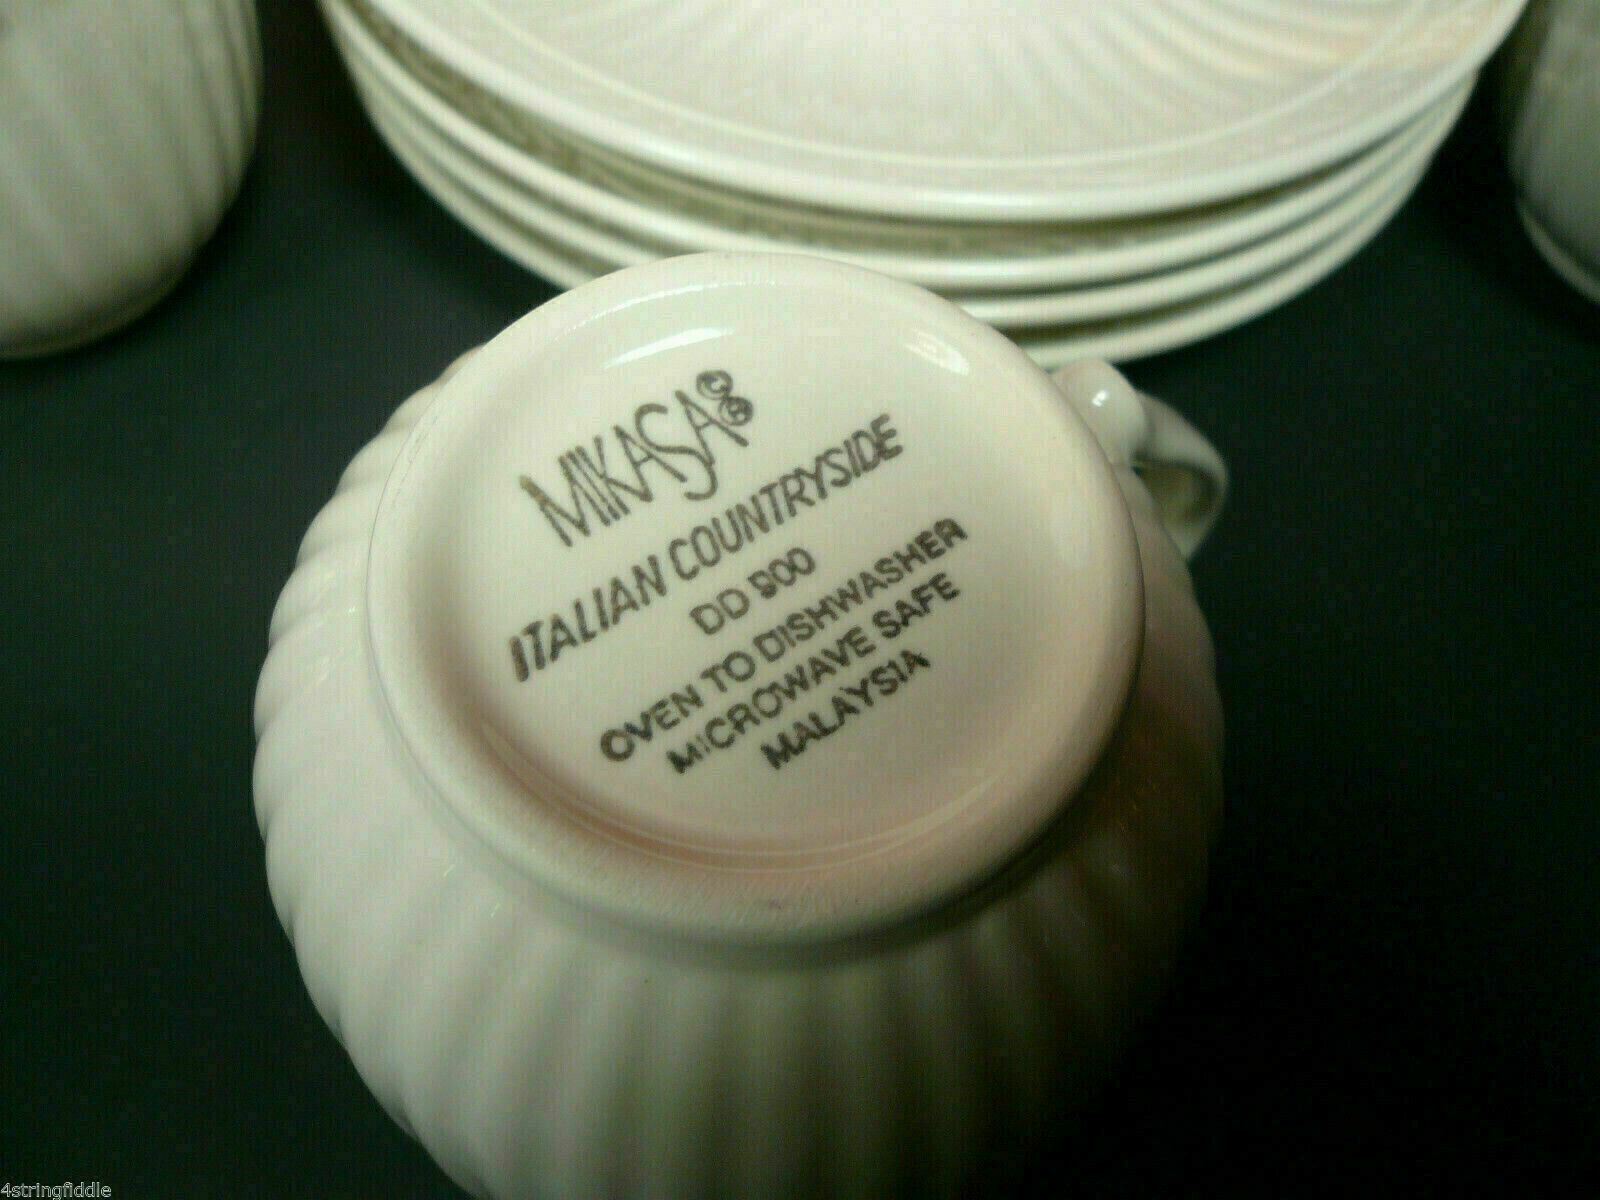 MIKASA ©®
ITALIAN COUNTRYSIDE
DD 900
OVEN TO DISHWASHER
MICROWAVE SAFE
MALAYSIA
4stringfiddle